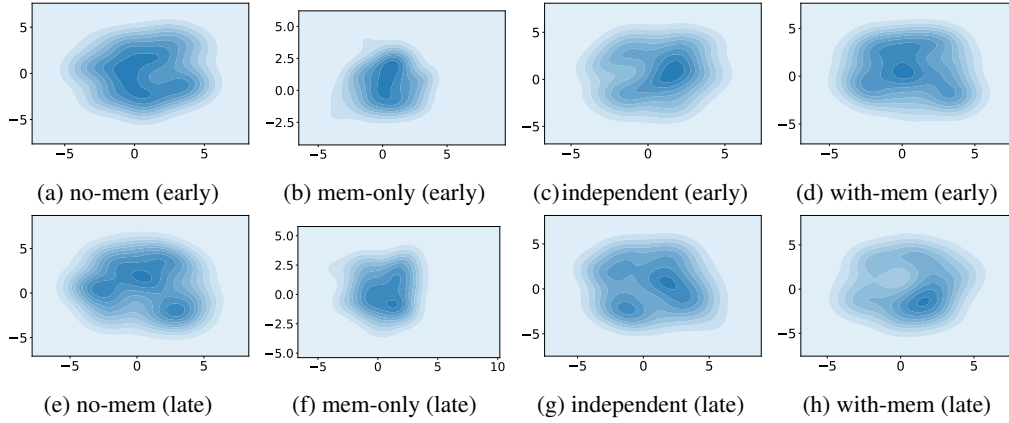 5
0
−5
−5 0 5
(a) no-mem (early)
5.0
2.5
0.0
−2.5
−5 0 5
(b) mem-only (early)
5
0
−5
−5 0 5
(c) independent (early)
5
0
−5
−5 0 5
(d) with-mem (early)
5
0
−5
−5 0 5
(e) no-mem (late)
5.0
2.5
0.0
−2.5
−5.0
−5 0 5 10
(f) mem-only (late)
5
0
−5
−5 0 5
(g) independent (late)
5
0
−5
−5 0 5
(h) with-mem (late)